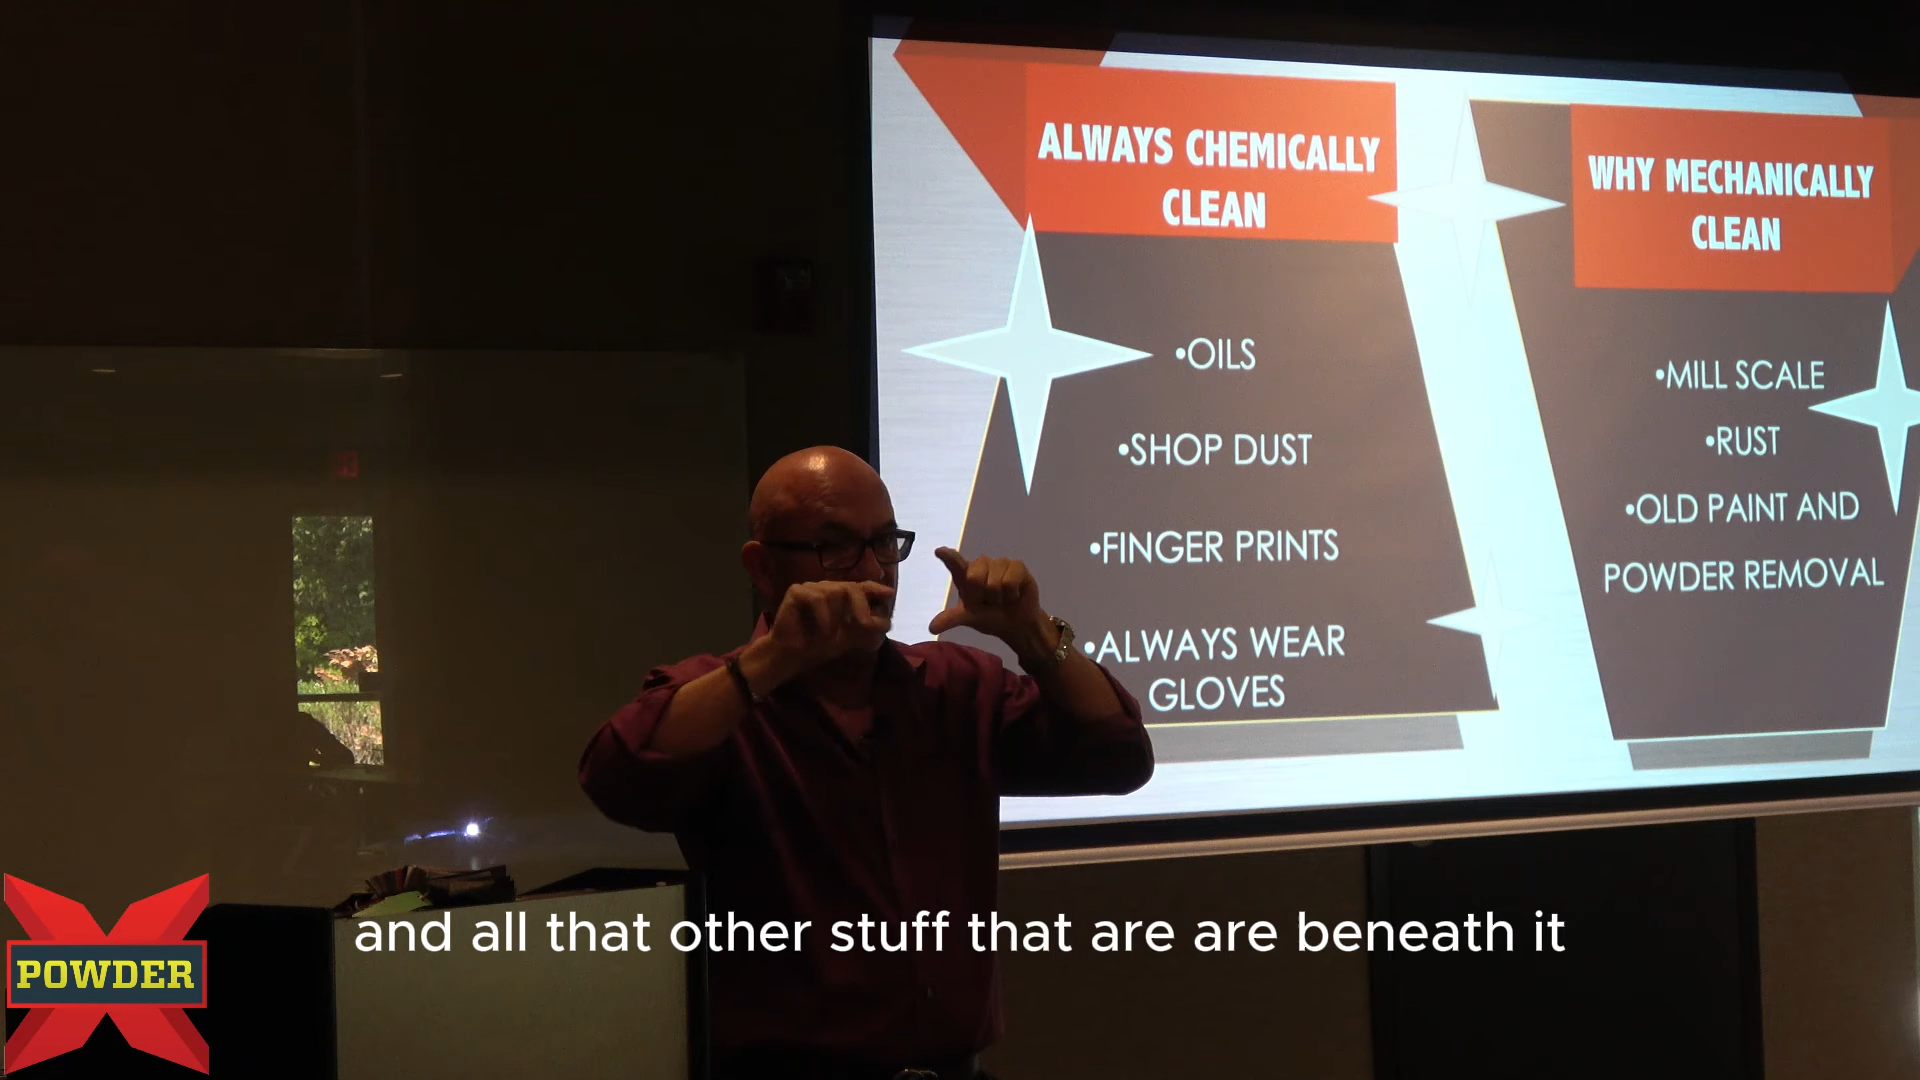 ALWAYS CHEMICALLY
CLEAN
•OILS
•SHOP DUST
•FINGER PRINTS
•ALWAYS WEAR
GLOVES
WHY MECHANICALLY
CLEAN
•MILL SCALE
•RUST
•OLD PAINT AND
POWDER REMOVAL
and all that other stuff that are are beneath it
POWDER